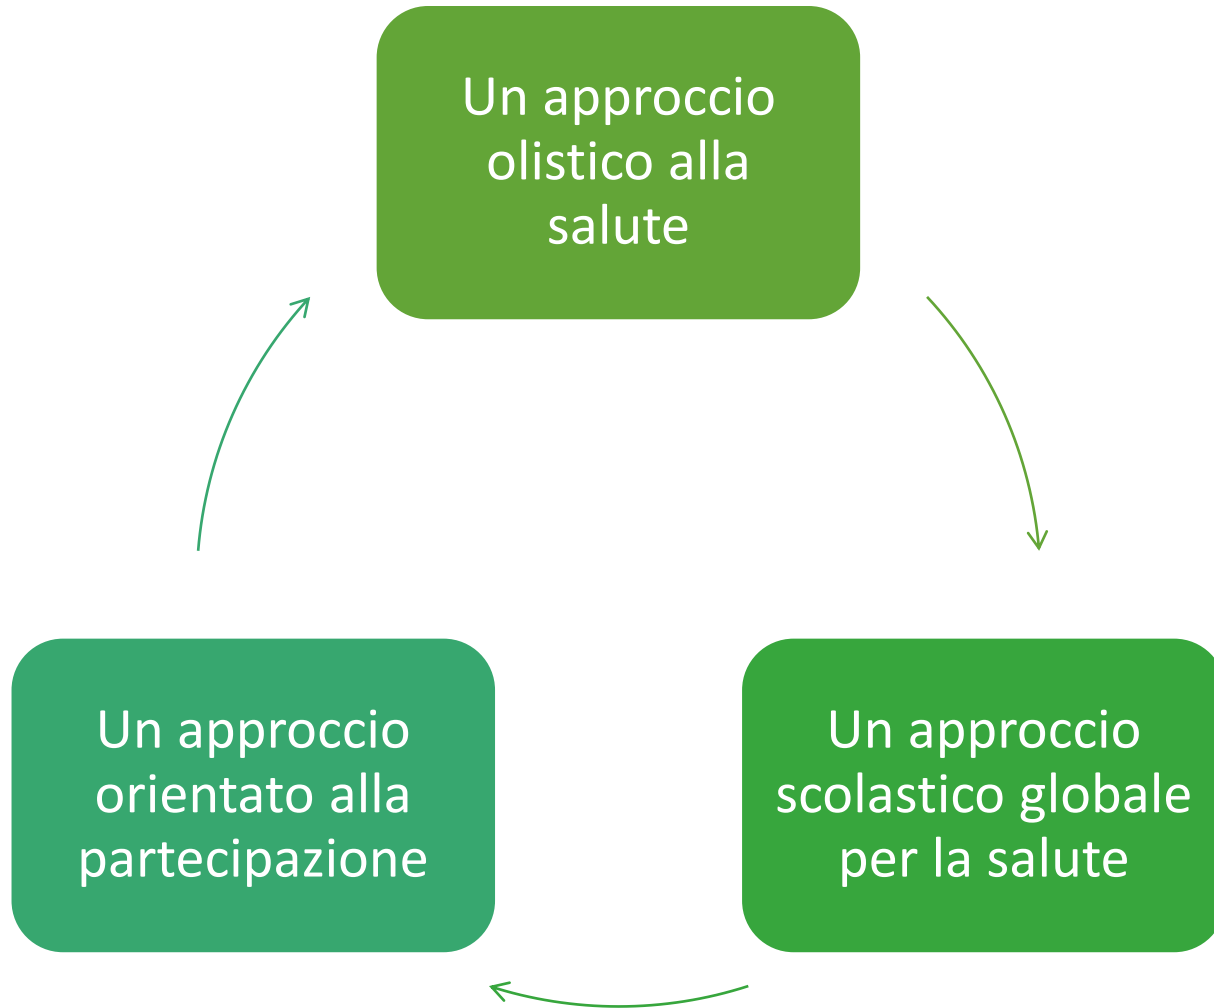 Un approccio
olistico alla
salute
Un approccio
orientato alla
partecipazione
Un approccio
scolastico globale
per la salute